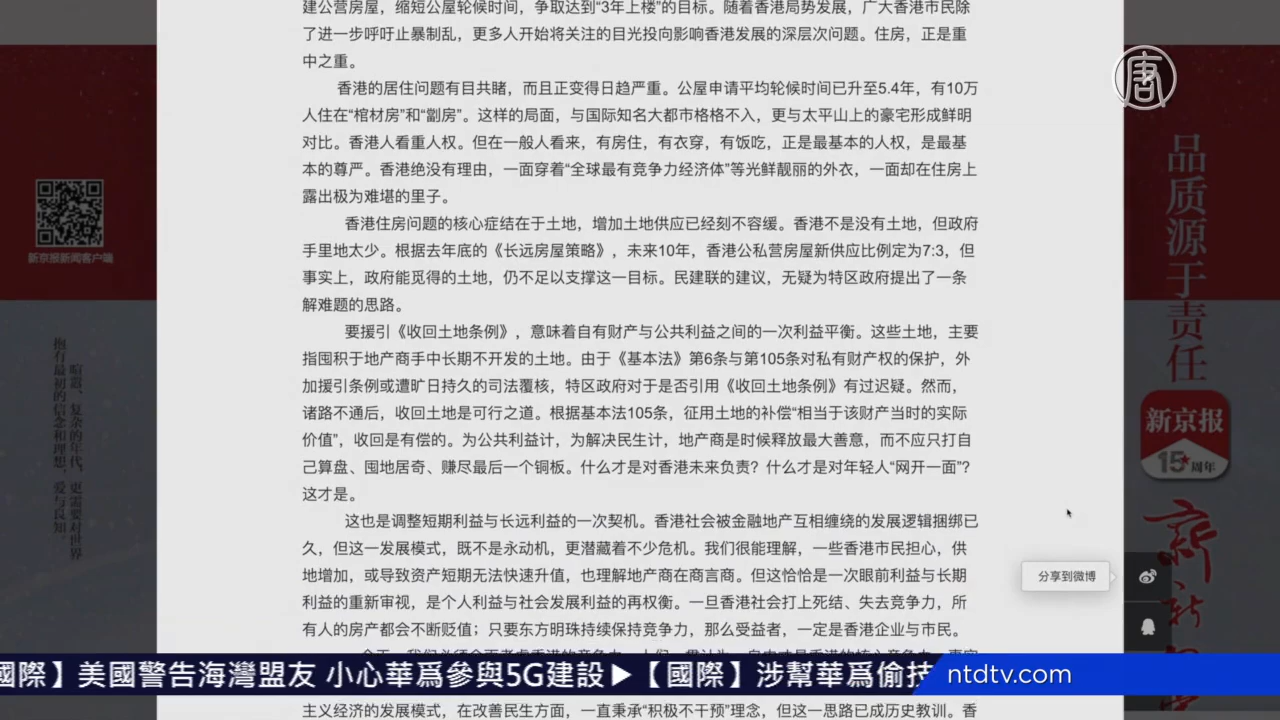 建公营房屋，缩短公屋轮候时间，争取达到“3年上楼”的目标。随着香港局势发展，广大香港市民除
了进一步呼吁止暴制乱，更多人开始将关注的目光投向影响香港发展的深层次问题。住房，正是重
中之重。
香港的居住问题有目共睹，而且正变得日趋严重。公屋申请平均轮候时间已升至5.4年，有10万
人住在“棺材房”和“劏房”。这样的局面，与国际知名大都市格格不入，更与太平山上的豪宅形成鲜明
对比。香港人看重人权。但在一般人看来，有房住，有衣穿，有饭吃，正是最基本的人权，是最基
本的尊严。香港绝没有理由，一面穿着“全球最有竞争力经济体”等光鲜靓丽的外衣，一面却在住房上
露出极为难堪的里子。
香港住房问题的核心症结在于土地，增加土地供应已经刻不容缓。香港不是没有土地，但政府
手里地太少。根据去年底的《长远房屋策略》，未来10年，香港公私营房屋新供应比例定为7:3，但
事实上，政府能觅得的土地，仍不足以支撑这一目标。民建联的建议，无疑为特区政府提出了一条
解难题的思路。
要援引《收回土地条例》，意味着自有财产与公共利益之间的一次利益平衡。这些土地，主要
指囤积于地产商手中长期不开发的土地。由于《基本法》第6条与第105条对私有财产权的保护，外
加援引条例或遭旷日持久的司法覆核，特区政府对于是否引用《收回土地条例》有过迟疑。然而，
诸路不通后，收回土地是可行之道。根据基本法105条，征用土地的补偿“相当于该财产当时的实际
价值”，收回是有偿的。为公共利益计，为解决民生计，地产商是时候释放最大善意，而不应只打自
己算盘、囤地居奇、赚尽最后一个铜板。什么才是对香港未来负责？什么才是对年轻人“网开一面”？
这才是。
这也是调整短期利益与长远利益的一次契机。香港社会被金融地产互相缠绕的发展逻辑捆绑已
久，但这一发展模式，既不是永动机，更潜藏着不少危机。我们很能理解，一些香港市民担心，供
地增加，或导致资产短期无法快速升值，也理解地产商在商言商。但这恰恰是一次眼前利益与长期
利益的重新审视，是个人利益与社会发展利益的再权衡。一旦香港社会打上死结、失去竞争力，所
有人的房产都会不断贬值；只要东方明珠持续保持竞争力，那么受益者，一定是香港企业与市民。
主义经济的发展模式，在改善民生方面，一直秉承“积极不干预”理念，但这一思路已成历史教训。香
國際】美國警告海灣盟友 小心華爲參與5G建設▶【國際】涉幫華爲偷技
ntdtv.com
唐
新京报新闻客户端
喧嚣、复杂的年代，更需要对世界
抱有最初的信念和理想，爱与良知。
品质源于责任
新京报
15周年
分享到微博